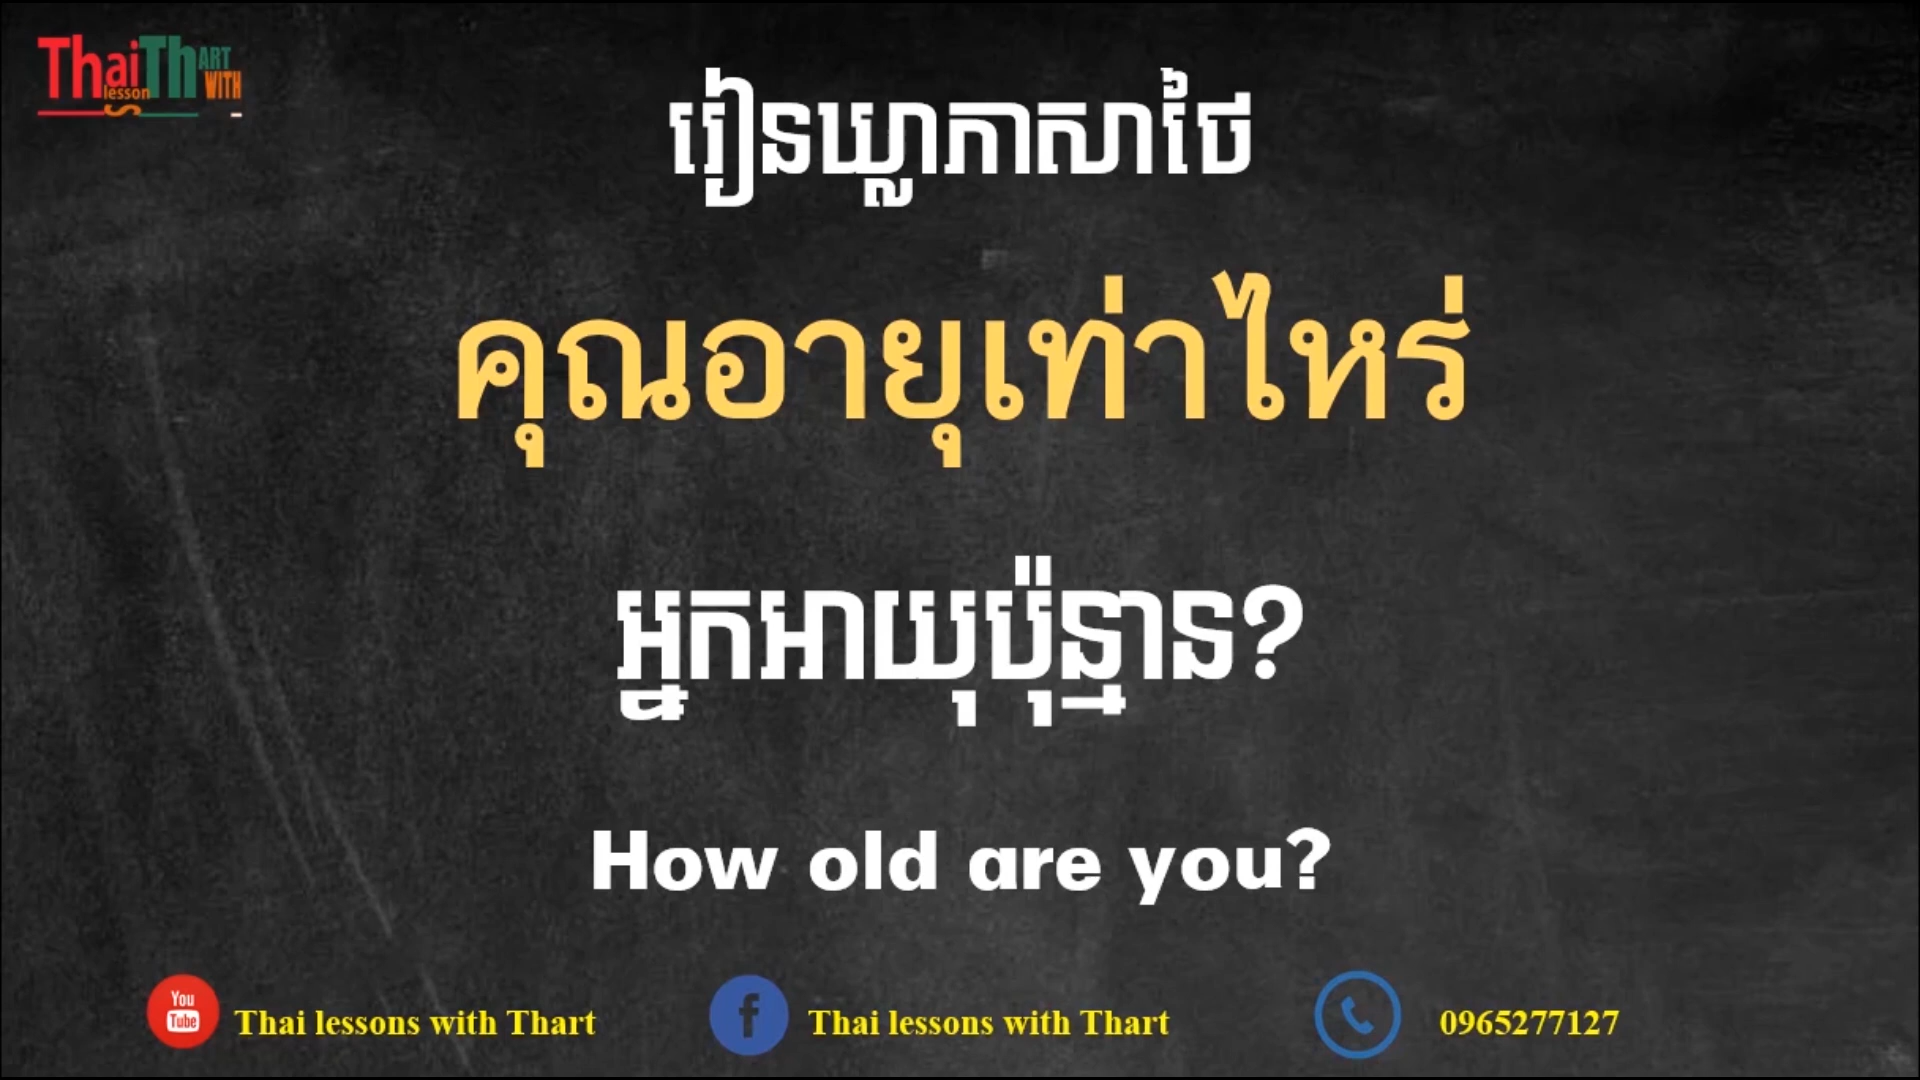 Thai Th ART
lesson WITH
រៀនឃ្លាភាសាថៃ
คุณอายุเท่าไหร่
អ្នកអាយុប៉ុន្មាន?
How old are you?
You
Tube
Thai lessons with Thart
f
Thai lessons with Thart
0965277127